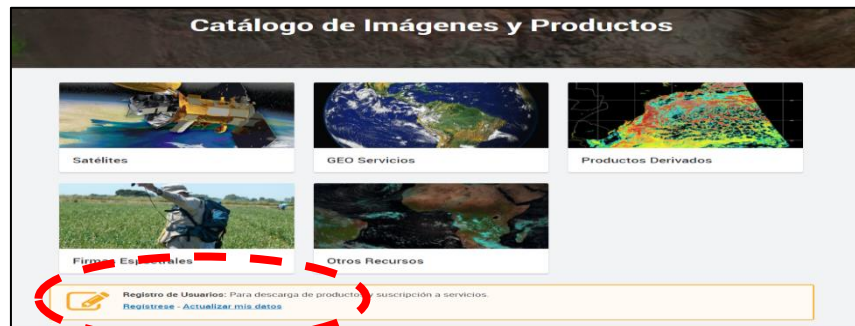 Catálogo de Imágenes y Productos
Satélites
GEO Servicios
Productos Derivados
Firmas Espectrales
Otros Recursos
Registro de Usuarios: Para descarga de productos y suscripción a servicios.
Regístrese - Actualizar mis datos